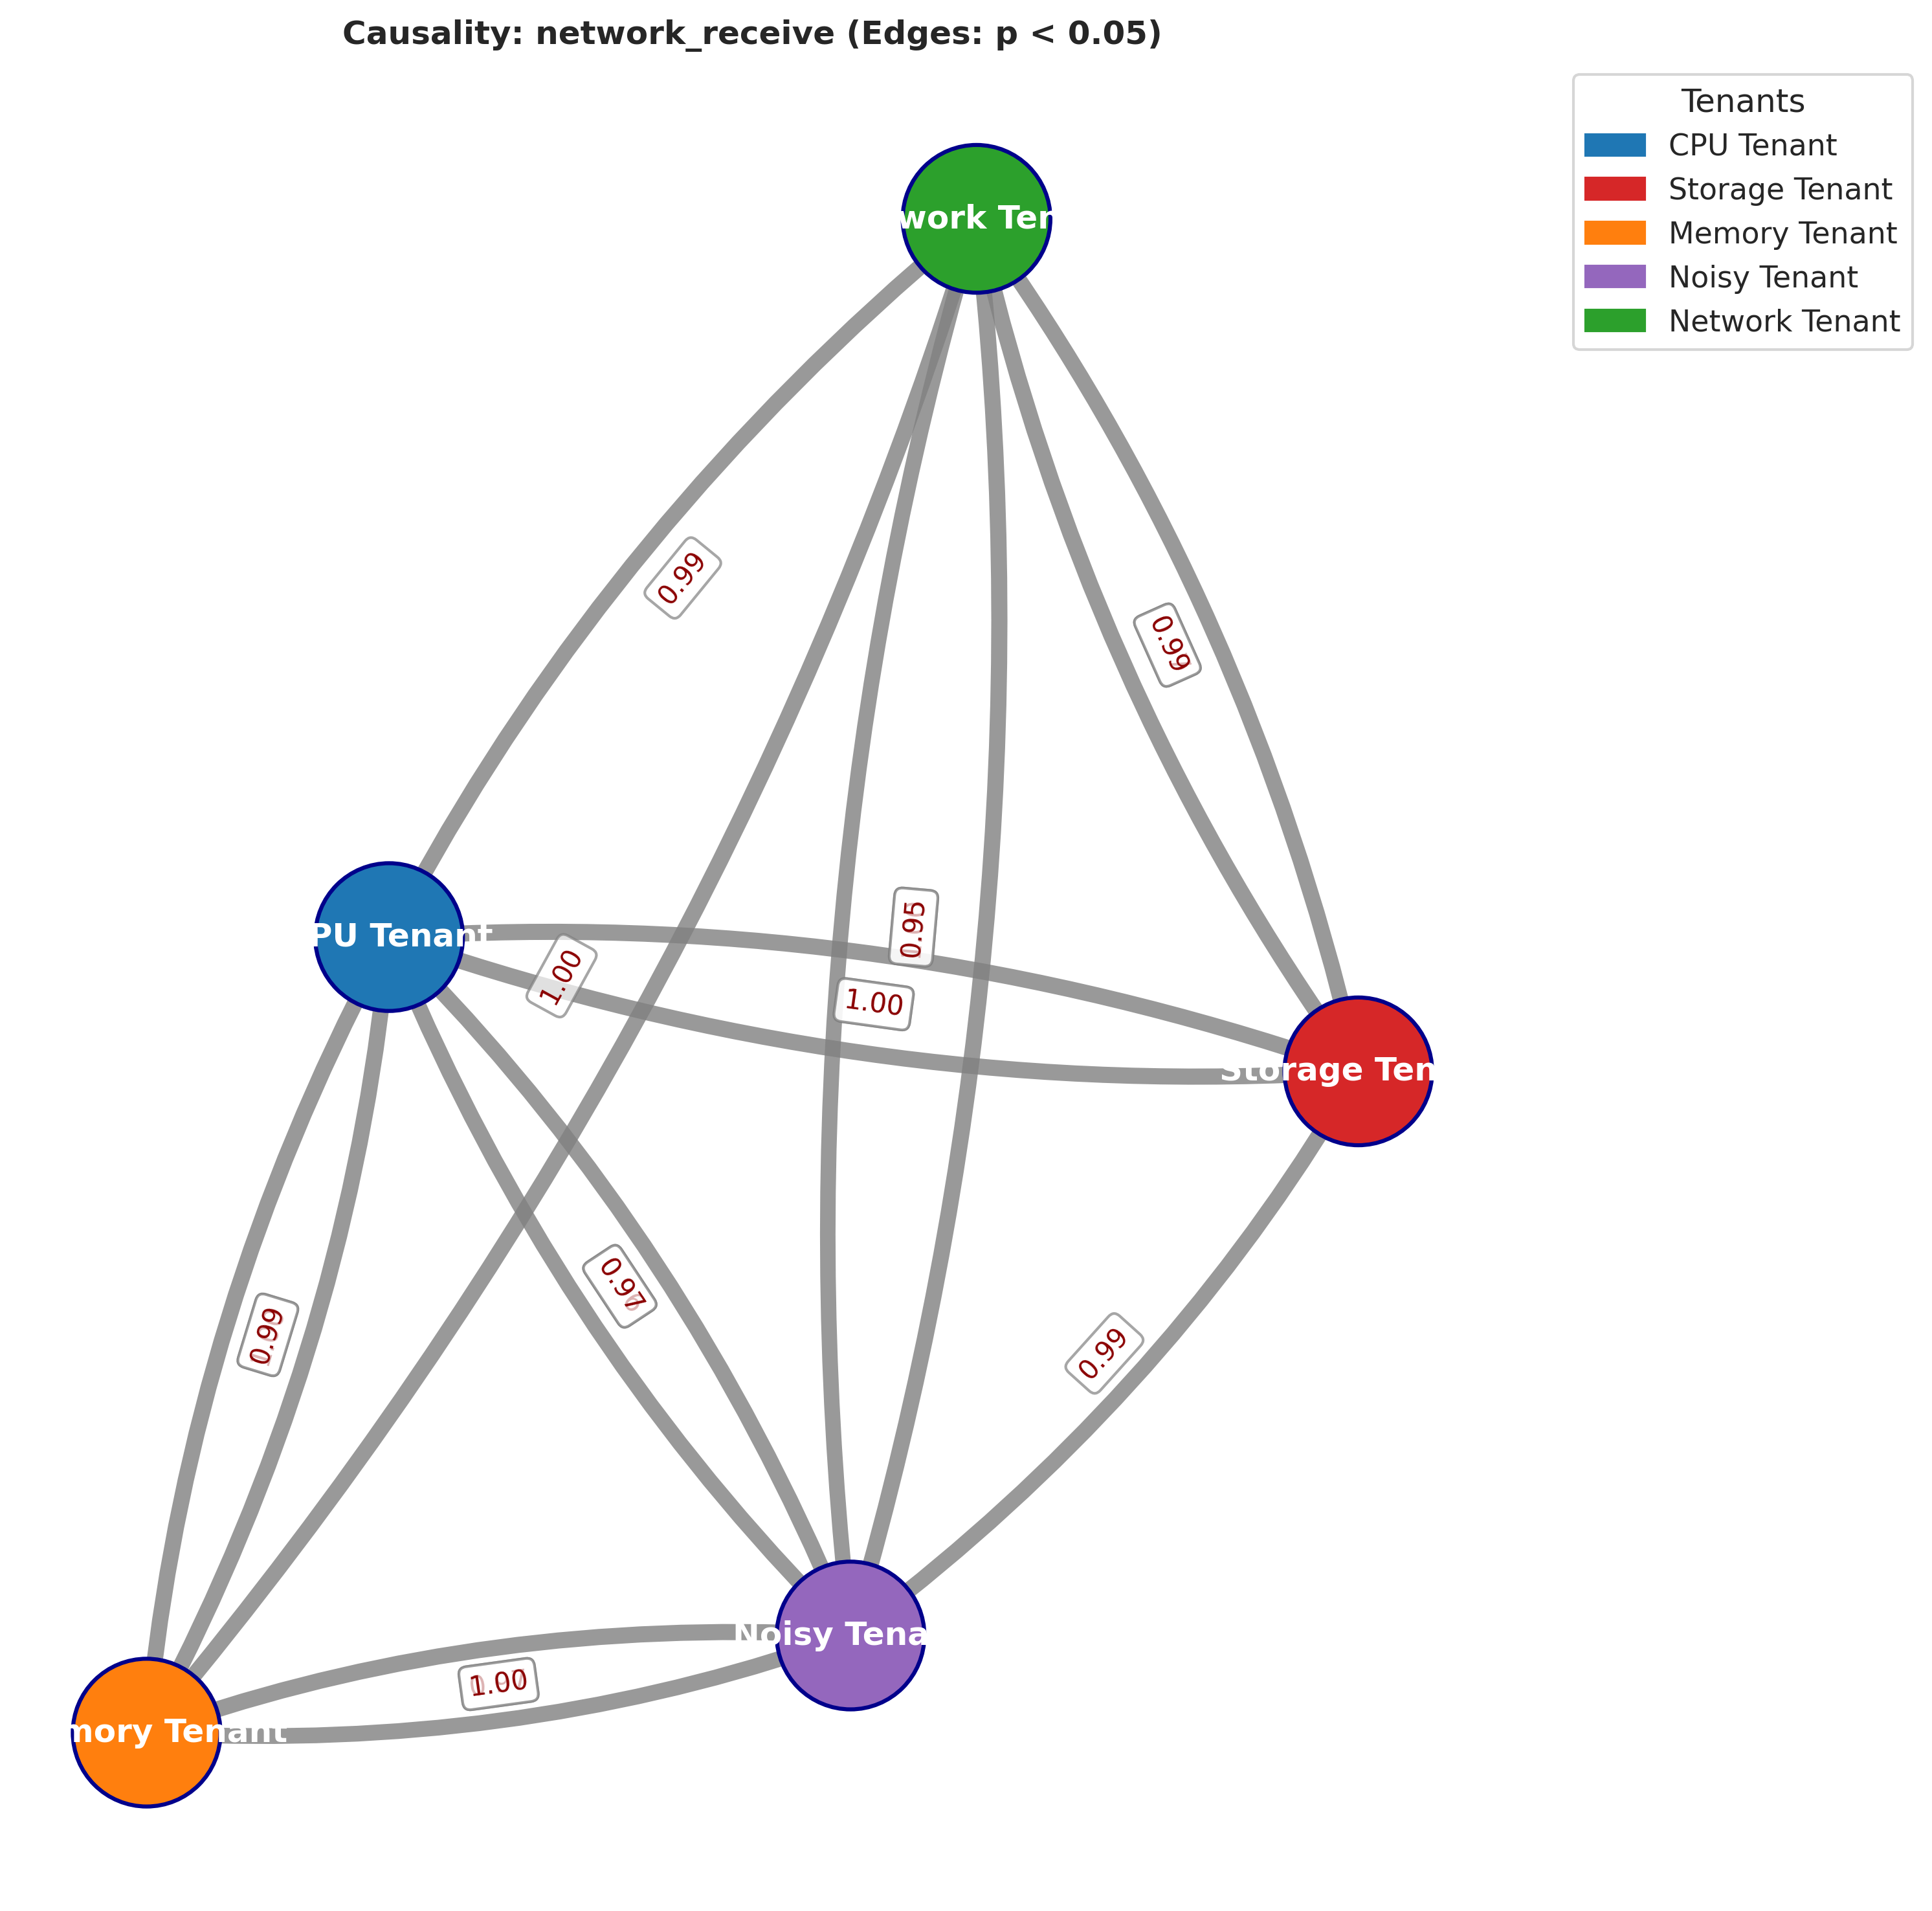 Causality: network_receive (Edges: p < 0.05)
Tenants
CPU Tenant
Storage Tenant
Memory Tenant
Noisy Tenant
Network Tenant
work Ten
0.99
0.99
0.95
PU Tenant
1.00
1.00
Storage Ten
0.97
0.99
0.99
Noisy Tena
1.00
mory Tenant